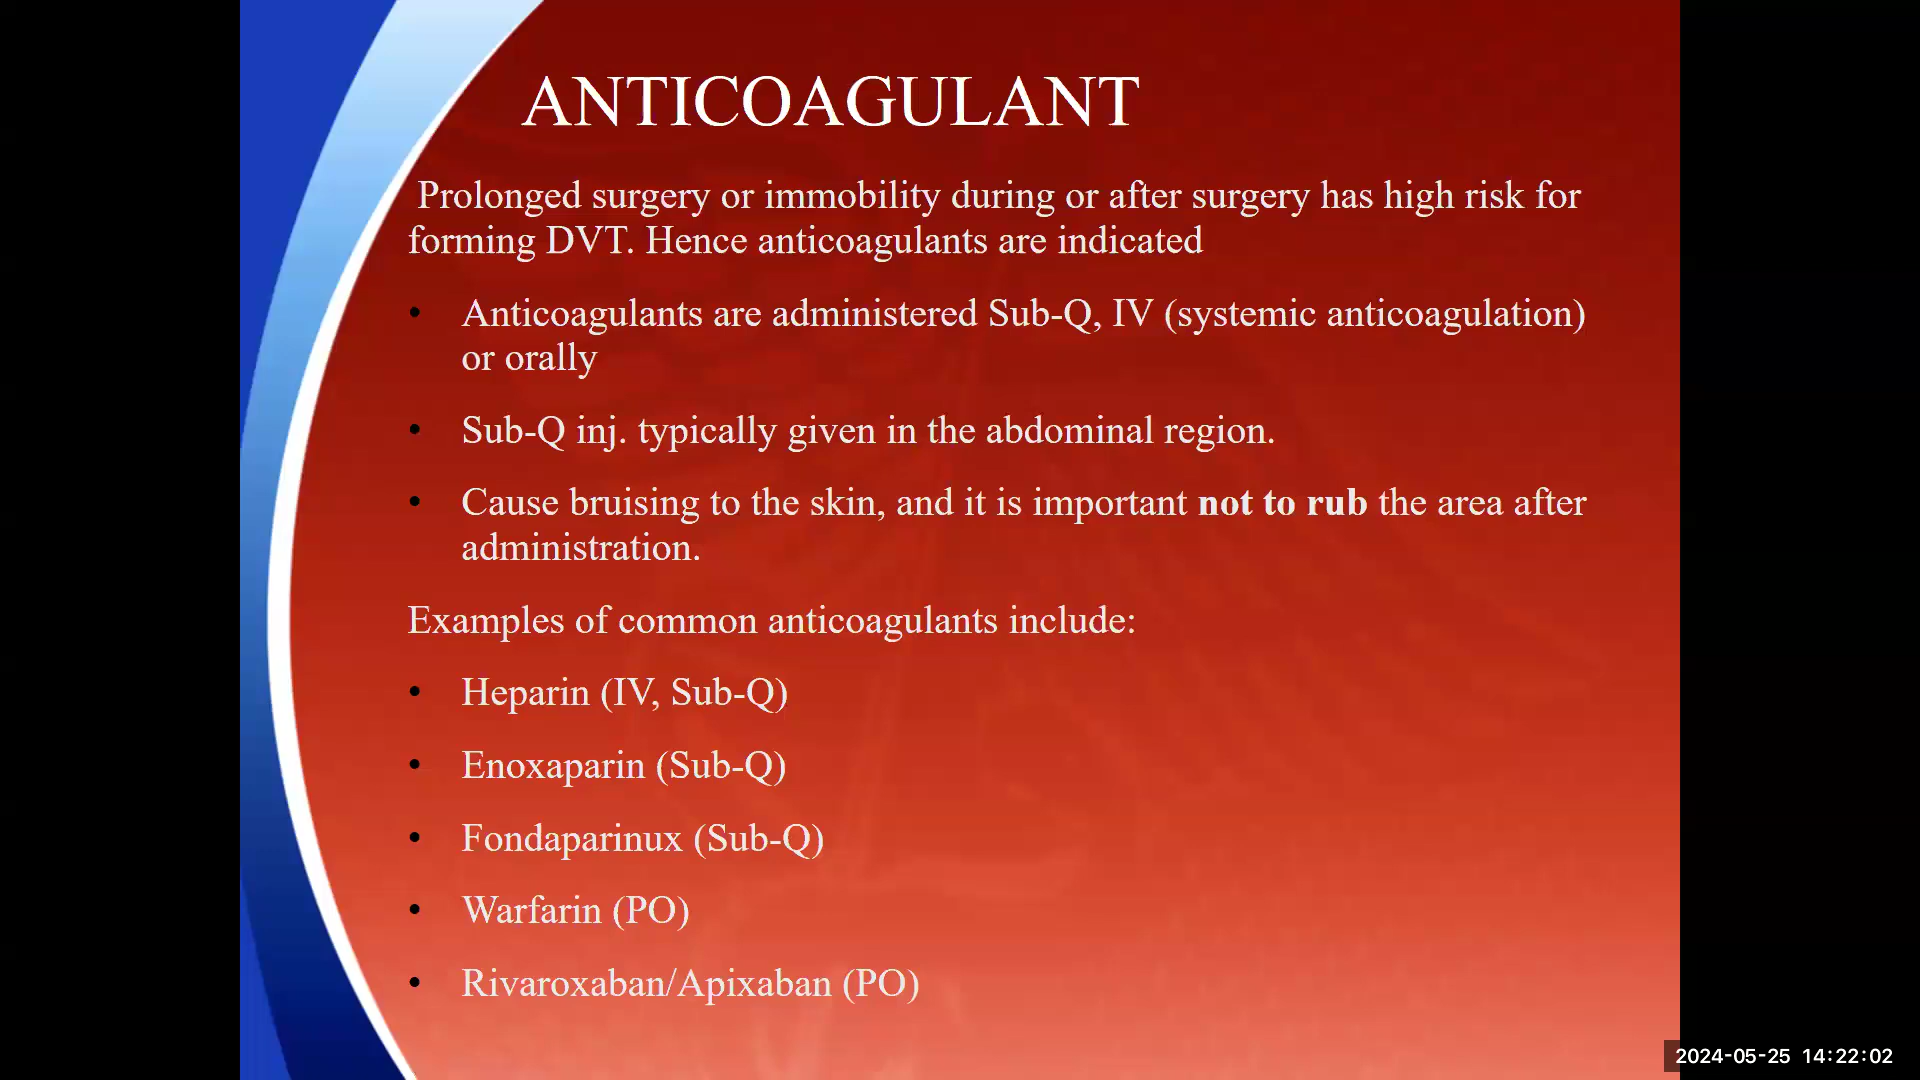 ANTICOAGULANT
Prolonged surgery or immobility during or after surgery has high risk for
forming DVT. Hence anticoagulants are indicated
• Anticoagulants are administered Sub-Q, IV (systemic anticoagulation)
or orally
• Sub-Q inj. typically given in the abdominal region.
• Cause bruising to the skin, and it is important not to rub the area after
administration.
Examples of common anticoagulants include:
• Heparin (IV, Sub-Q)
• Enoxaparin (Sub-Q)
• Fondaparinux (Sub-Q)
• Warfarin (PO)
• Rivaroxaban/Apixaban (PO)
2024-05-25 14:22:02